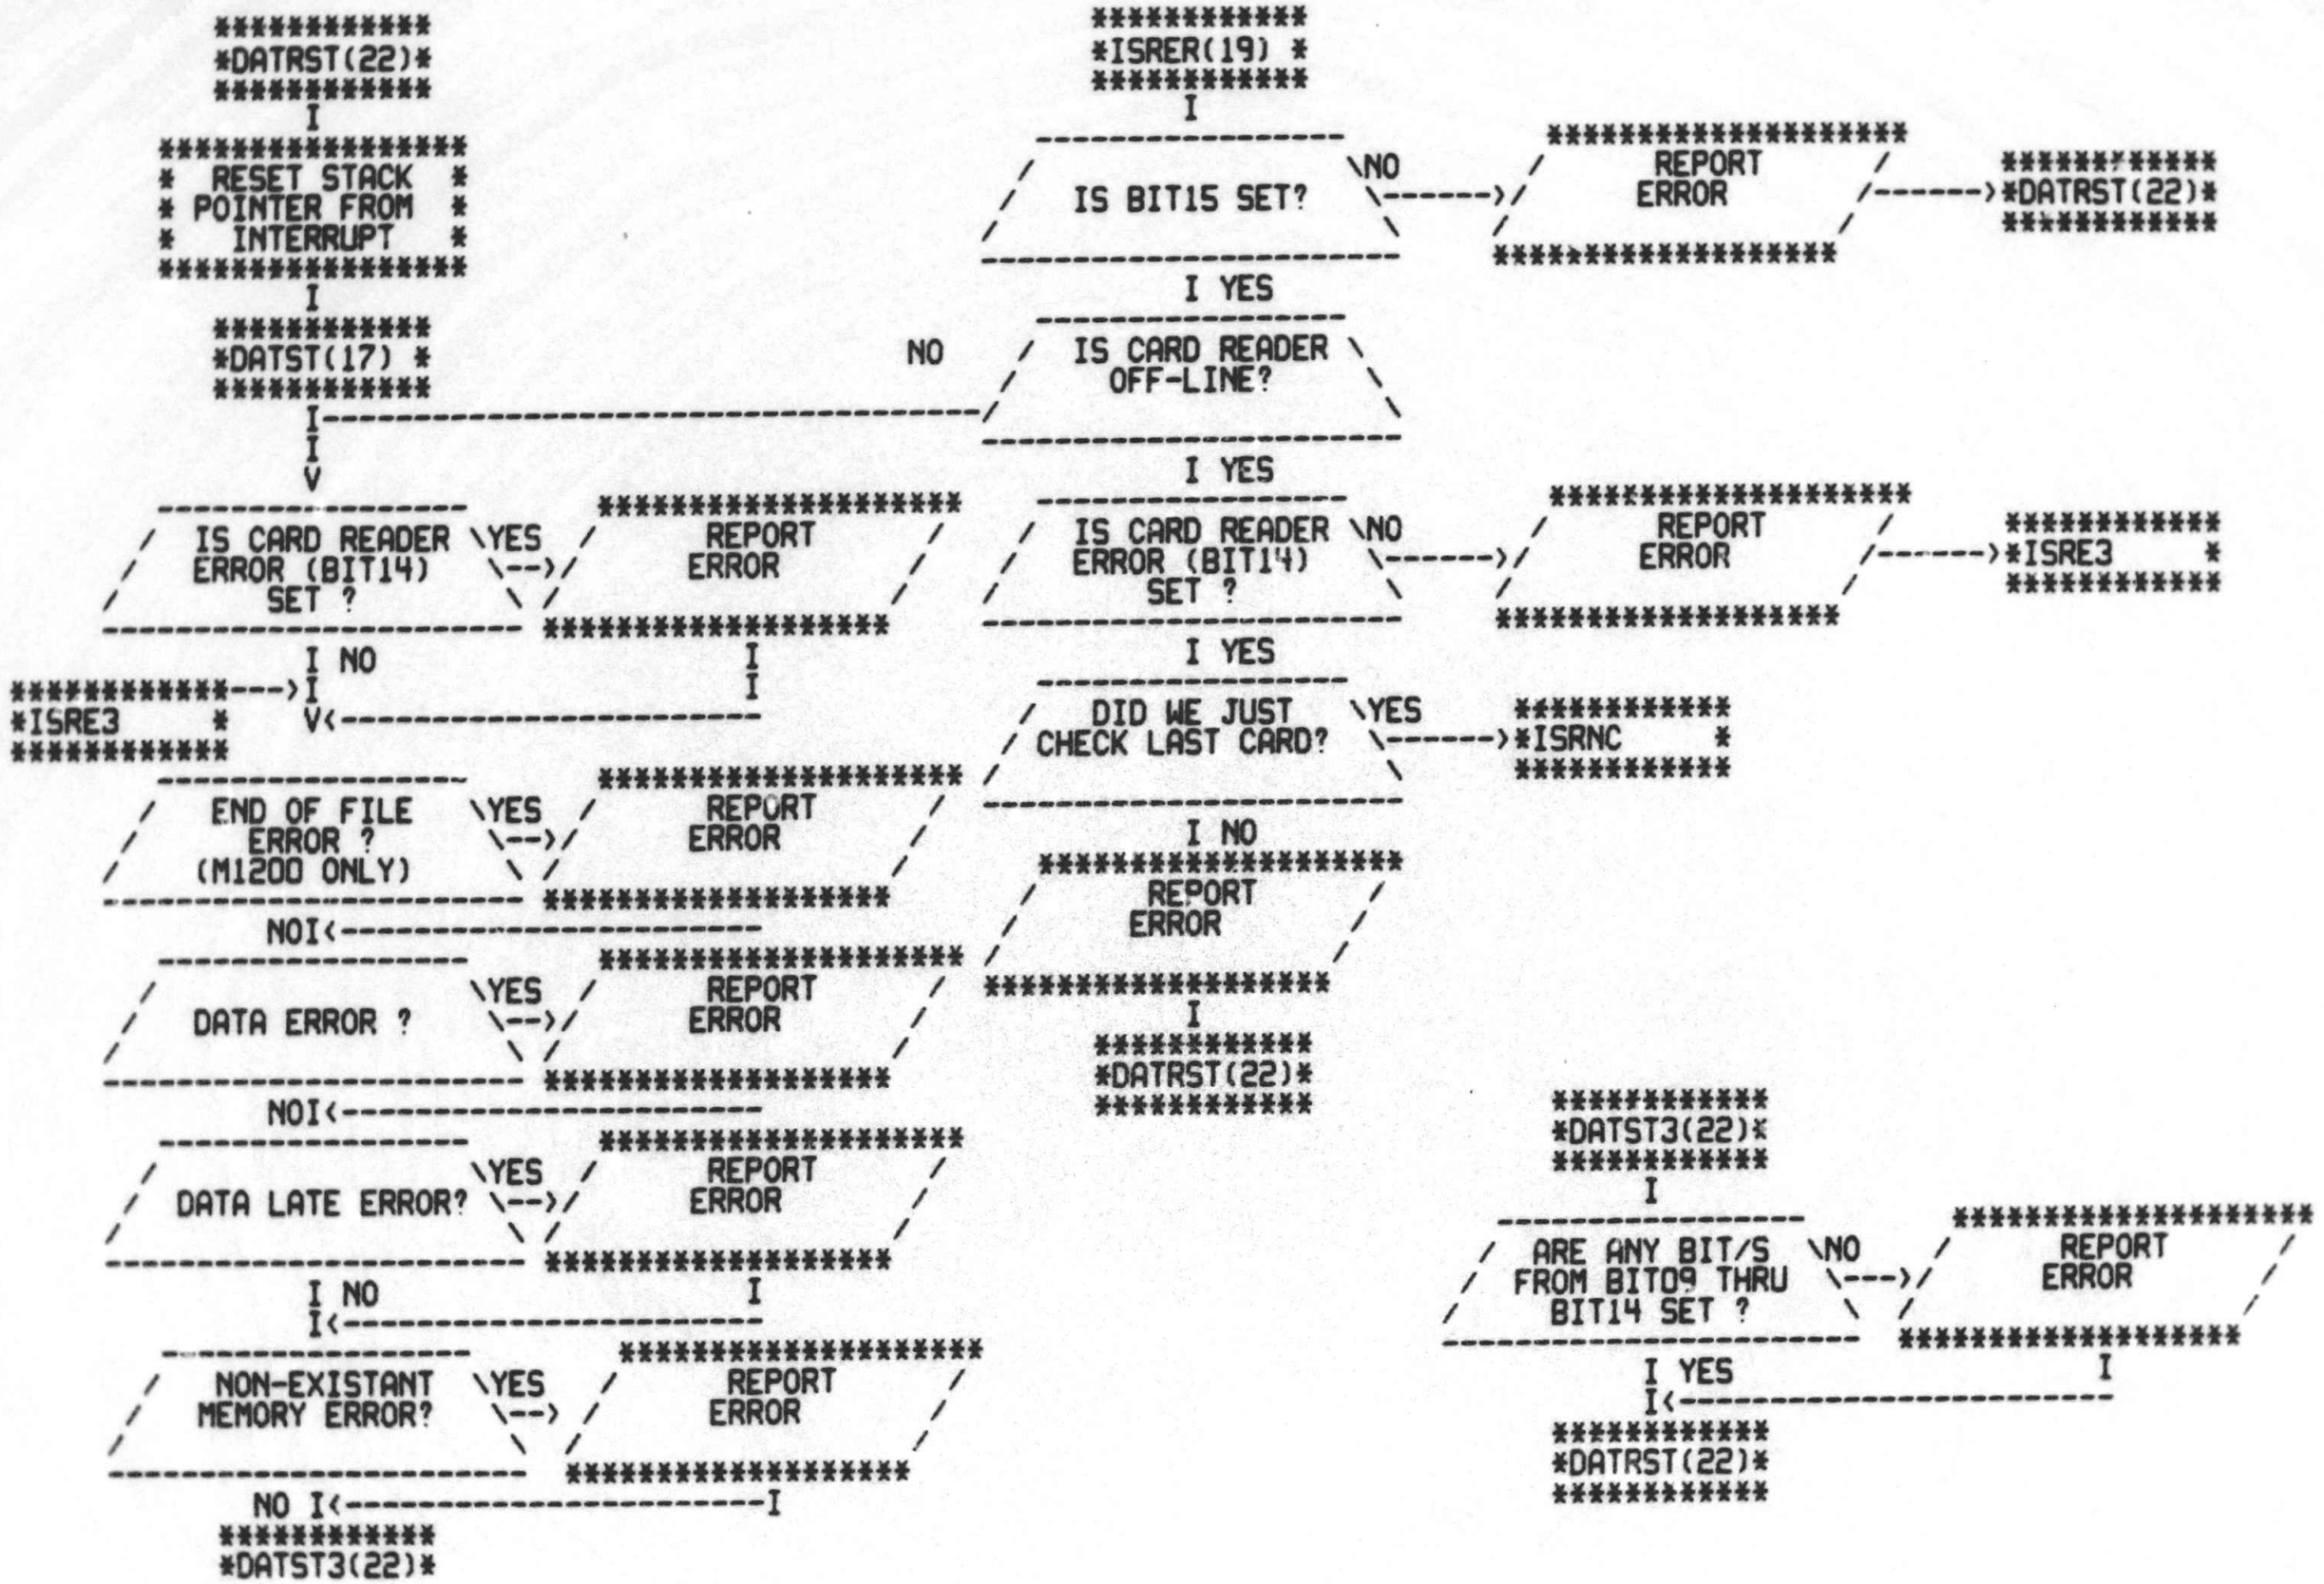 *DATRST(22)*
RESET STACK
POINTER FROM
INTERRUPT
*DATST(17) *
IS CARD READER \YES
ERROR (BIT14)
SET ?
REPORT
ERROR
I NO
*ISRE3 *
END OF FILE \YES
ERROR ?
(M1200 ONLY)
REPORT
ERROR
NOI<
DATA ERROR ?
\YES
REPORT
ERROR
NOI<
DATA LATE ERROR?
\YES
REPORT
ERROR
I NO
NON-EXISTANT \YES
MEMORY ERROR?
REPORT
ERROR
NO I<
*DATST3(22)*
*ISRER(19) *
IS BIT15 SET?
\NO
REPORT
ERROR
*DATRST(22)*
I YES
NO
IS CARD READER
OFF-LINE?
I YES
IS CARD READER \NO
ERROR (BIT14)
SET ?
REPORT
ERROR
*ISRE3 *
I YES
DID WE JUST \YES
CHECK LAST CARD?
*ISRNC *
I NO
REPORT
ERROR
I
*DATRST(22)*
*DATST3(22)*
I
ARE ANY BIT/S \NO
FROM BIT09 THRU
BIT14 SET ?
REPORT
ERROR
I YES
*DATRST(22)*